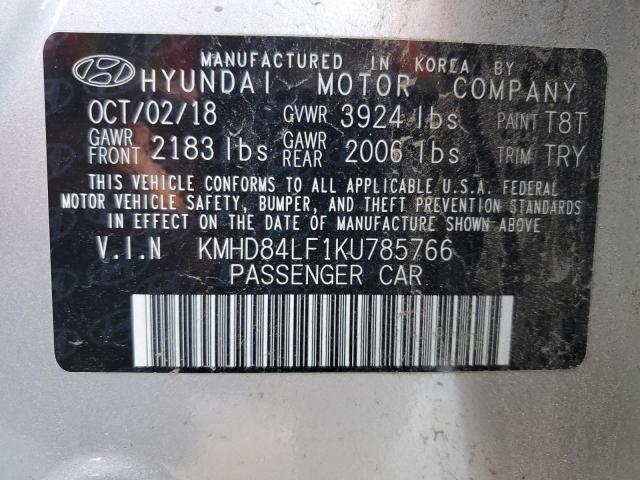 MANUFACTURED IN KOREA BY
HYUNDAI MOTOR COMPANY
OCT/02/18 GVWR 3924 lbs PAINT T8T
GAWR FRONT 2183 lbs GAWR REAR 2006 lbs TRIM TRY
THIS VEHICLE CONFORMS TO ALL APPLICABLE U.S.A. FEDERAL
MOTOR VEHICLE SAFETY, BUMPER, AND THEFT PREVENTION STANDARDS
IN EFFECT ON THE DATE OF MANUFACTURE SHOWN ABOVE
V.I.N KMHD84LF1KU785766
PASSENGER CAR